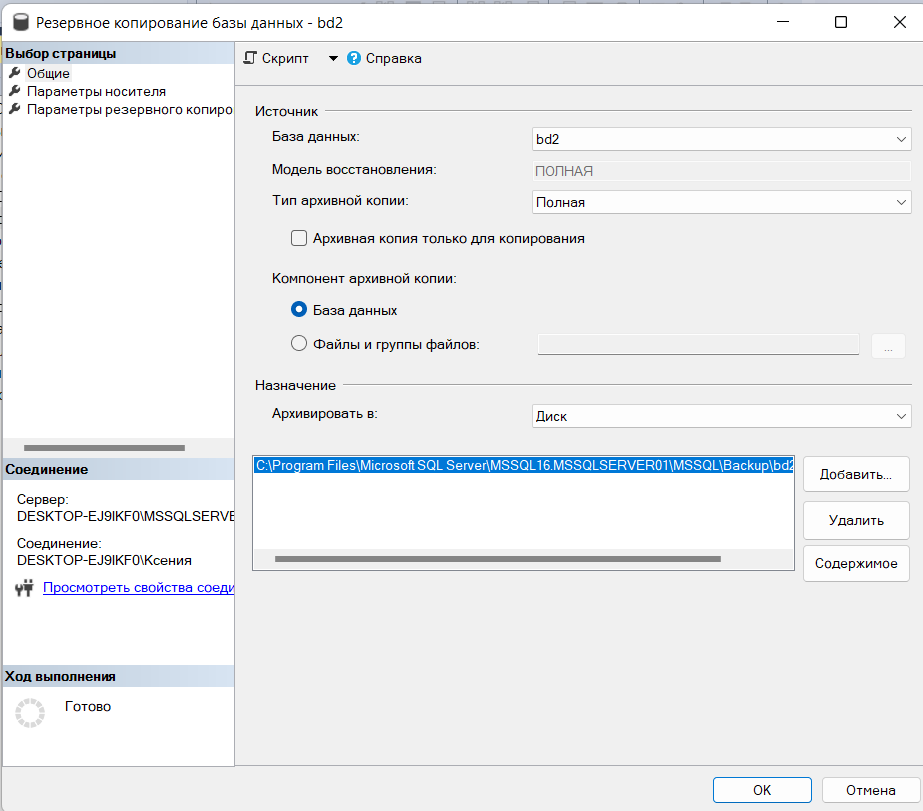 Резервное копирование базы данных - bd2
Выбор страницы
Общие
Параметры носителя
Параметры резервного копиро
Скрипт
Справка
Источник
База данных:
bd2
Модель восстановления:
ПОЛНАЯ
Тип архивной копии:
Полная
Архивная копия только для копирования
Компонент архивной копии:
База данных
Файлы и группы файлов:
...
Назначение
Архивировать в:
Диск
C:\Program Files\Microsoft SQL Server\MSSQL16.MSSQLSERVER01\MSSQL\Backup\bd2
Добавить...
Удалить
Содержимое
Соединение
Сервер:
DESKTOP-EJ9IKF0\MSSQLSERVE
Соединение:
DESKTOP-EJ9IKF0\Ксения
Просмотреть свойства соеди
Ход выполнения
Готово
OK
Отмена